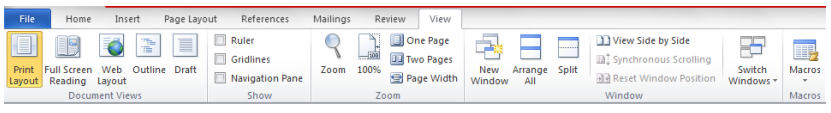 File Home Insert Page Layout References Mailings Review View
Print Layout
Full Screen Reading
Web Layout
Outline
Draft
Document Views
Ruler
Gridlines
Navigation Pane
Show
Zoom
100%
One Page
Two Pages
Page Width
Zoom
New Window
Arrange All
Split
View Side by Side
Synchronous Scrolling
Reset Window Position
Window
Switch Windows
Macros
Macros